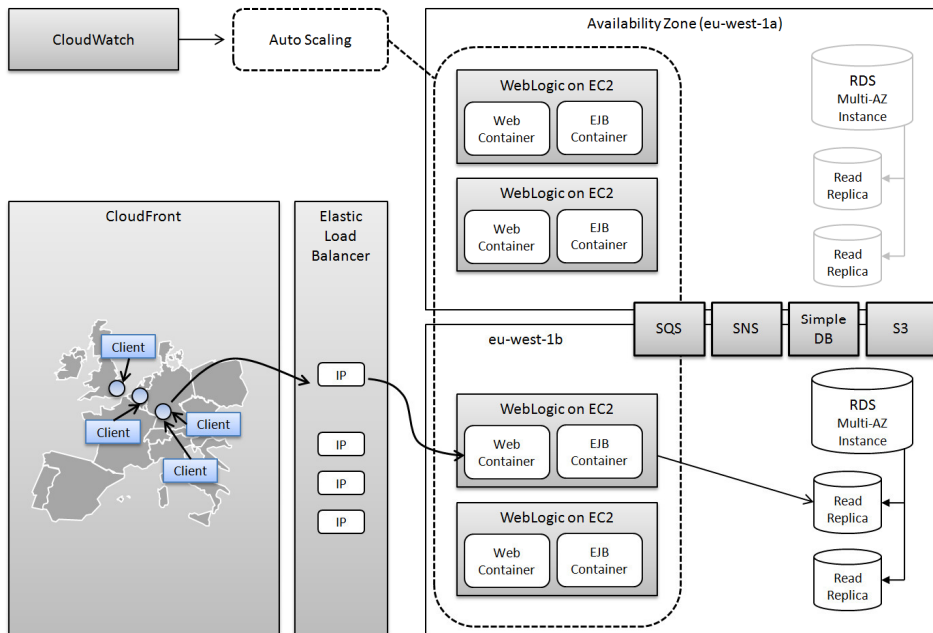 CloudWatch
Auto Scaling
Availability Zone (eu-west-1a)
WebLogic on EC2
Web
Container
EJB
Container
WebLogic on EC2
Web
Container
EJB
Container
RDS
Multi-AZ
Instance
Read
Replica
Read
Replica
CloudFront
Client
Client
Client
Client
Elastic
Load
Balancer
IP
IP
IP
IP
SQS
SNS
Simple
DB
S3
eu-west-1b
WebLogic on EC2
Web
Container
EJB
Container
WebLogic on EC2
Web
Container
EJB
Container
RDS
Multi-AZ
Instance
Read
Replica
Read
Replica